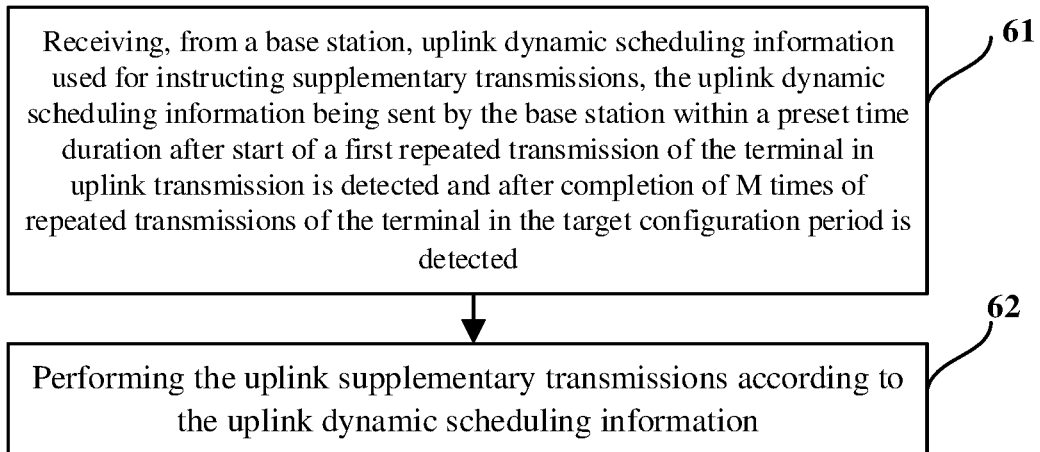 Receiving, from a base station, uplink dynamic scheduling information
used for instructing supplementary transmissions, the uplink dynamic
scheduling information being sent by the base station within a preset time
duration after start of a first repeated transmission of the terminal in
uplink transmission is detected and after completion of M times of
repeated transmissions of the terminal in the target configuration period is
detected
61
Performing the uplink supplementary transmissions according to
the uplink dynamic scheduling information
62